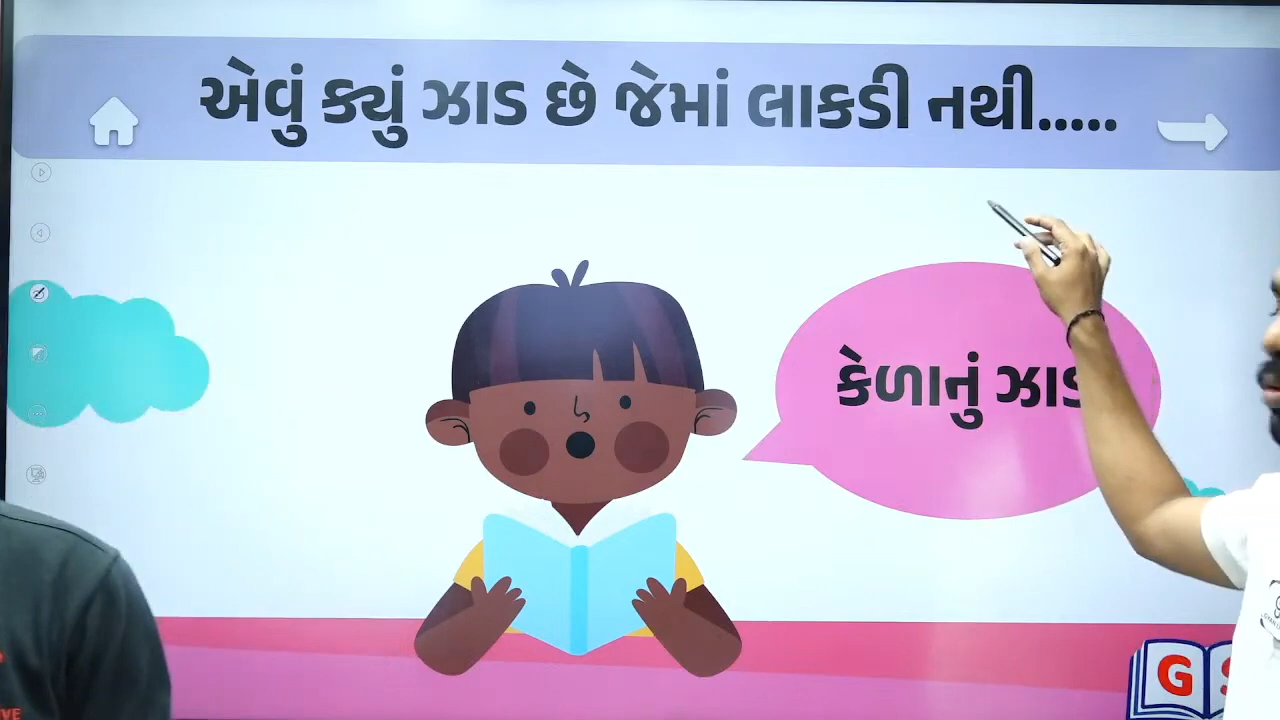 એવું ક્યું ઝાડ છે જેમાં લાકડી નથી.....
કેળાનું ઝાડ
G